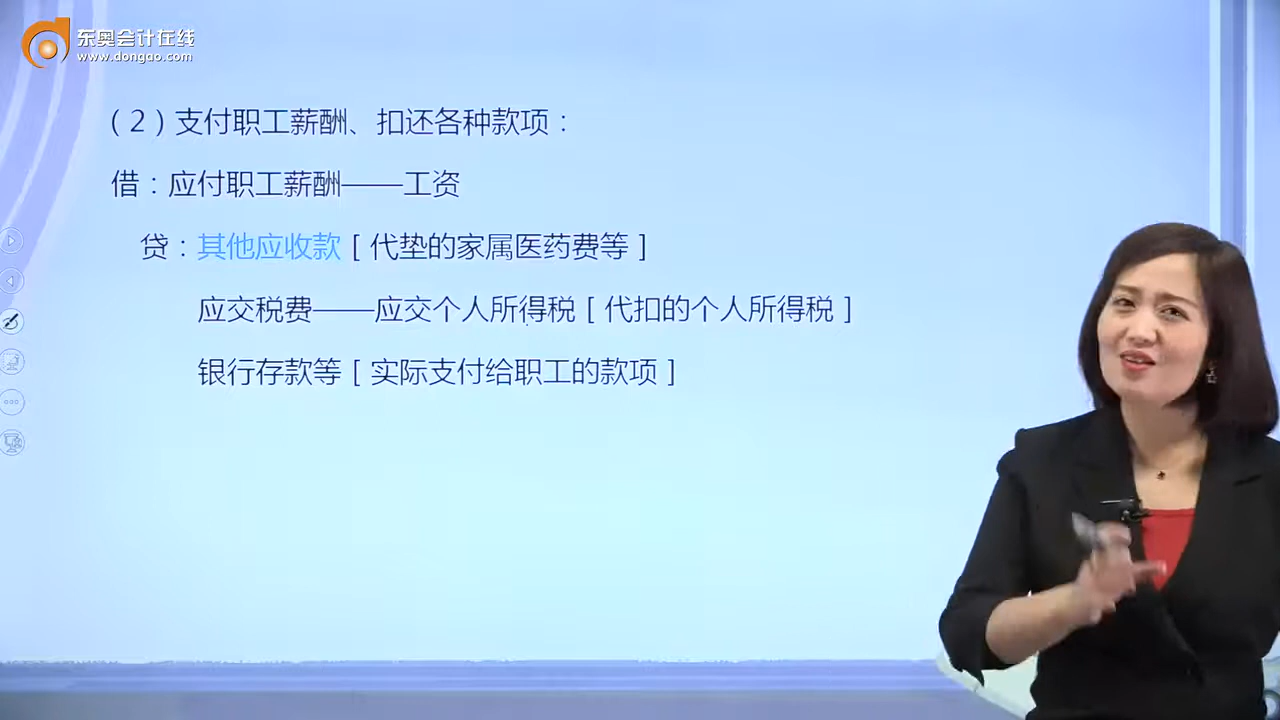 东奥会计在线
www.dongao.com
（2）支付职工薪酬、扣还各种款项：
借：应付职工薪酬——工资
贷：其他应收款［代垫的家属医药费等］
应交税费——应交个人所得税［代扣的个人所得税］
银行存款等［实际支付给职工的款项］